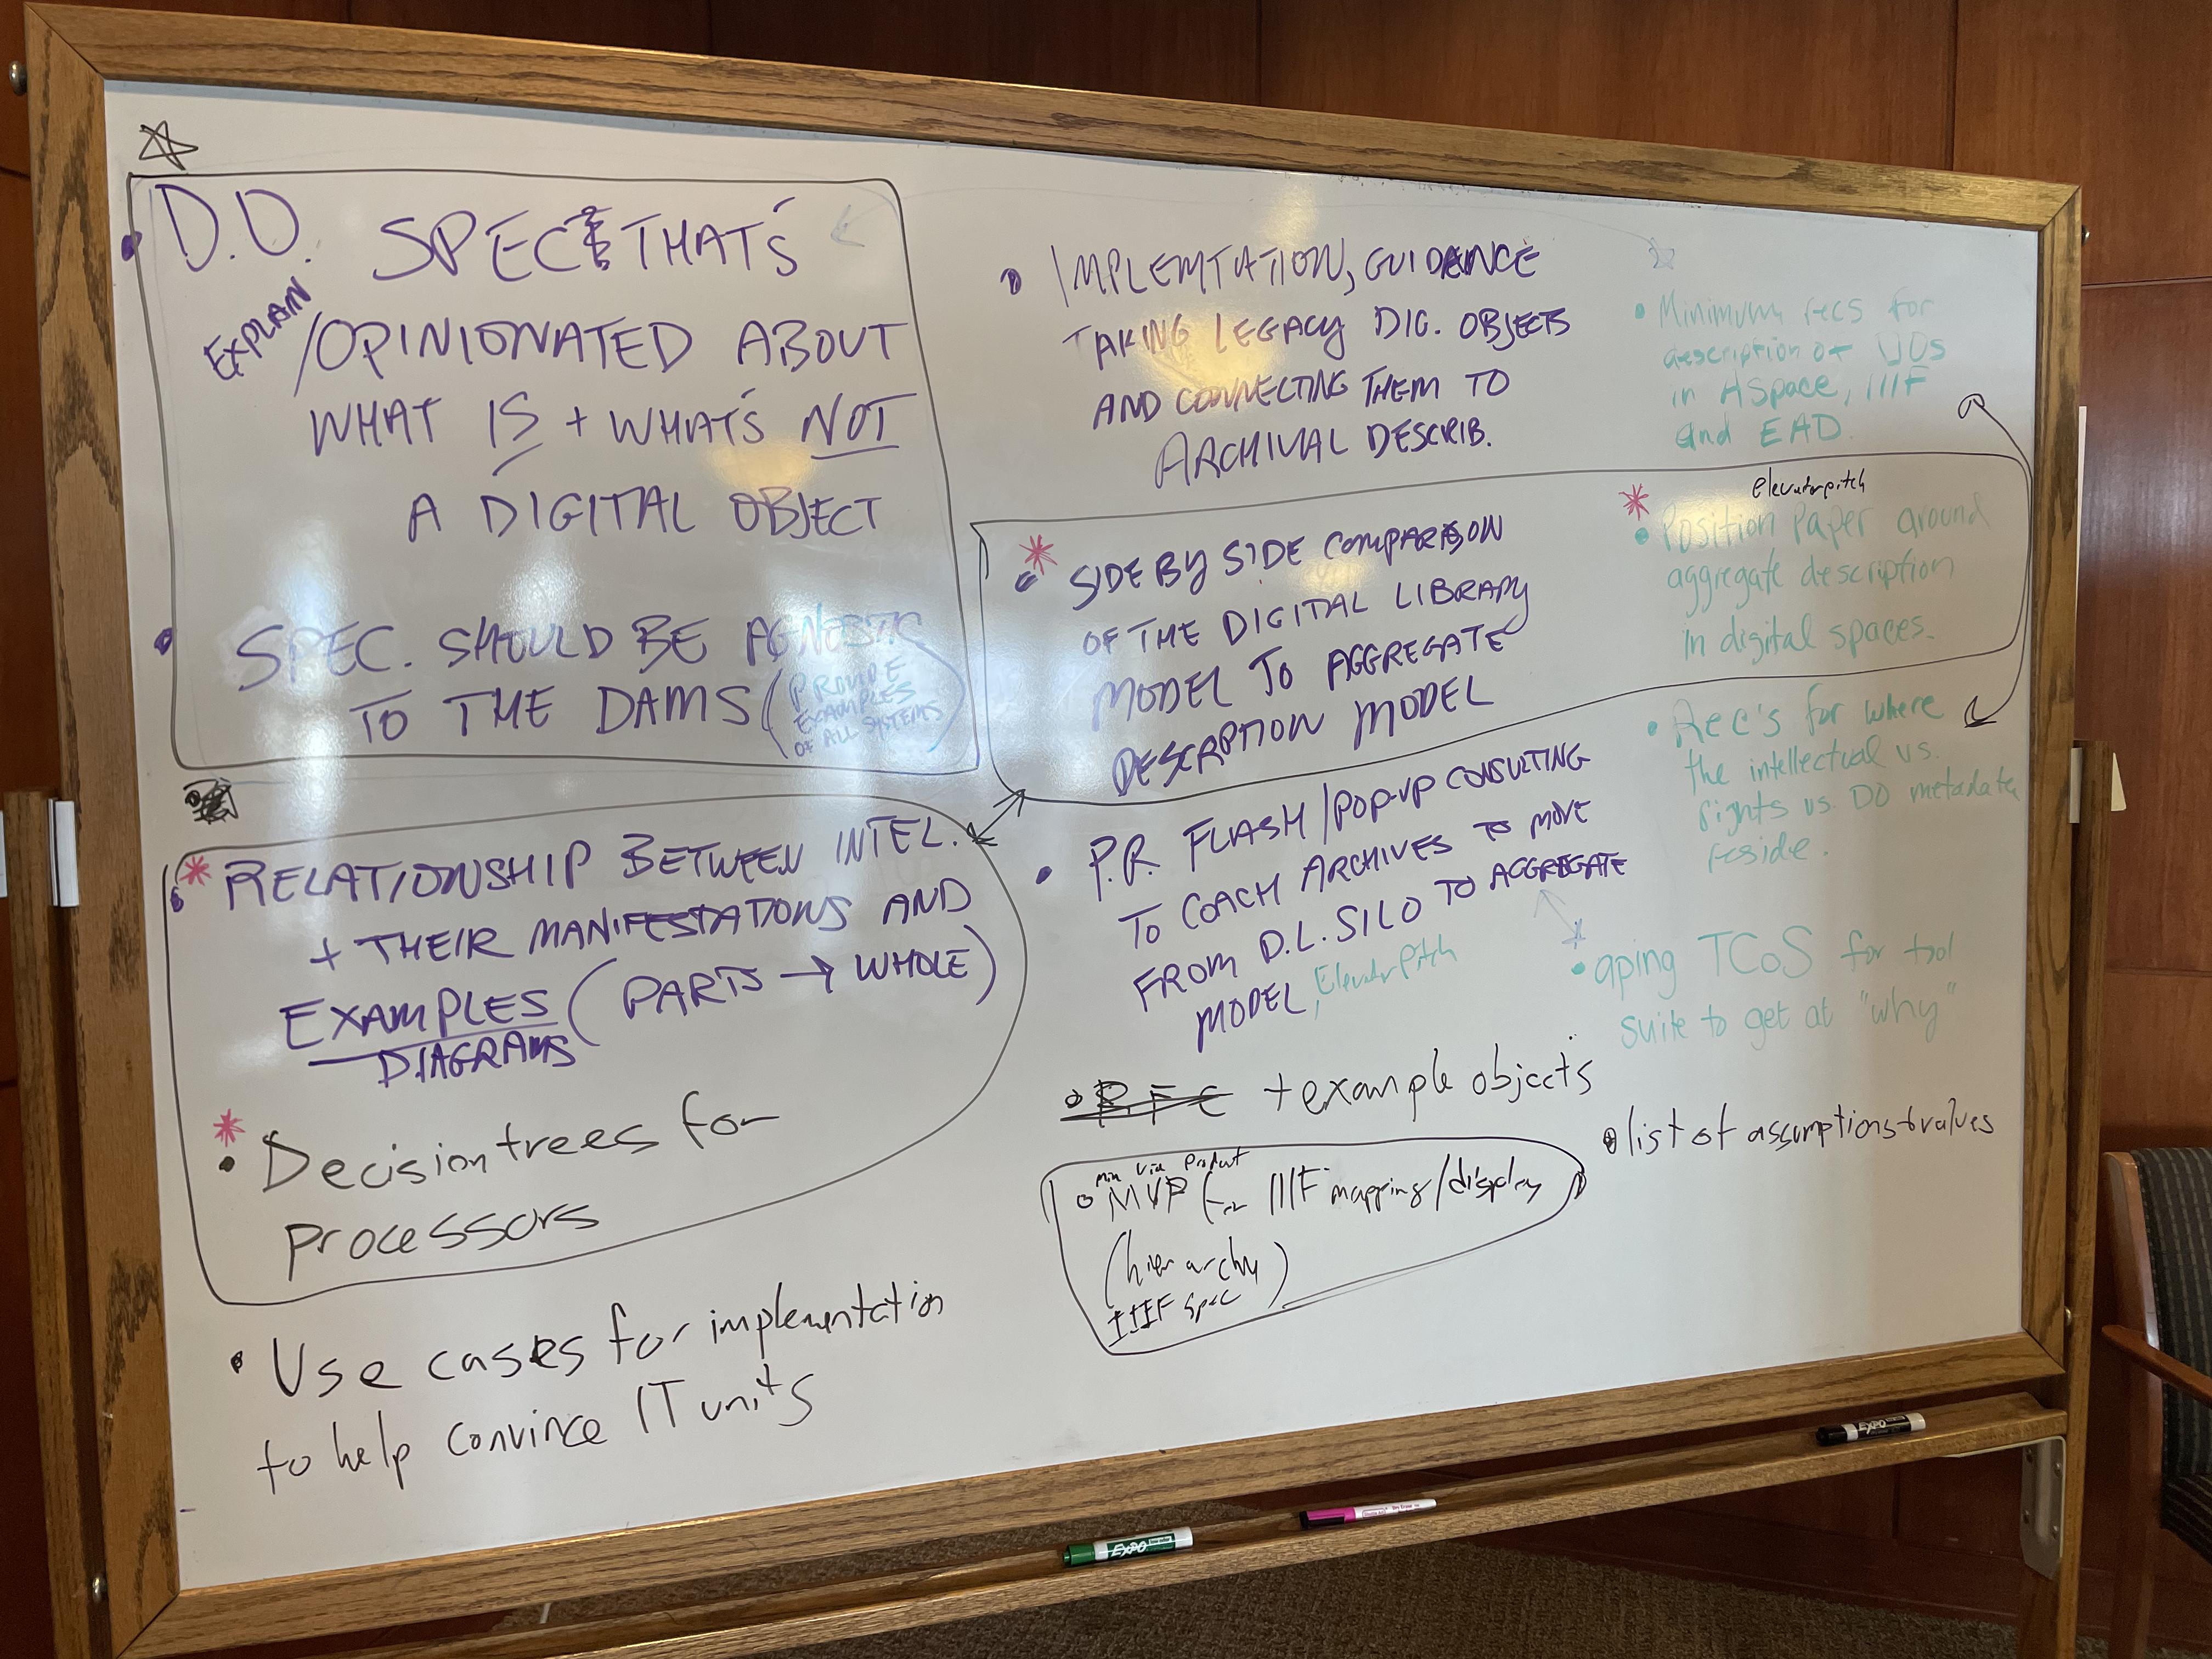 D.O. SPEC THAT'S
EXPLAIN
/OPINIONATED ABOUT
WHAT IS + WHAT'S NOT
A DIGITAL OBJECT
• SPEC. SHOULD BE AGNOSTIC
TO THE DAMS (PROVIDE
EXAMPLES
OF ALL SYSTEMS)
• RELATIONSHIP BETWEEN INTEL.
+ THEIR MANIFESTATIONS AND
EXAMPLES (PARTS → WHOLE)
DIAGRAMS
• Decision trees for
processors
• Use cases for implementation
to help convince IT units
• IMPLEMTATION, GUIDANCE
TAKING LEGACY DIG. OBJECTS
AND CONNECTING THEM TO
ARCHIVAL DESCRIB.
• SIDE BY SIDE COMPARISON
OF THE DIGITAL LIBRARY
MODEL TO AGGREGATE
DESCRPTION MODEL
• P.R. FLASH/POP-UP CONSULTING
TO COACH ARCHIVES TO MOVE
FROM D.L. SILO TO AGGREGATE
MODEL, Elevator Pitch
• RFC + example objects
min via product
• MVP for IIIF mapping/display
(hierarchy)
IIIF spec
• Minimum recs for
description of DOs
in ASpace, IIIF
and EAD.
elevator pitch
• Position Paper around
aggregate description
in digital spaces.
• Rec's for where
the intellectual vs.
rights vs DO metadata
reside.
• aping TCoS for tool
suite to get at "why"
• list of assumptions + values
EXPO
EXPO